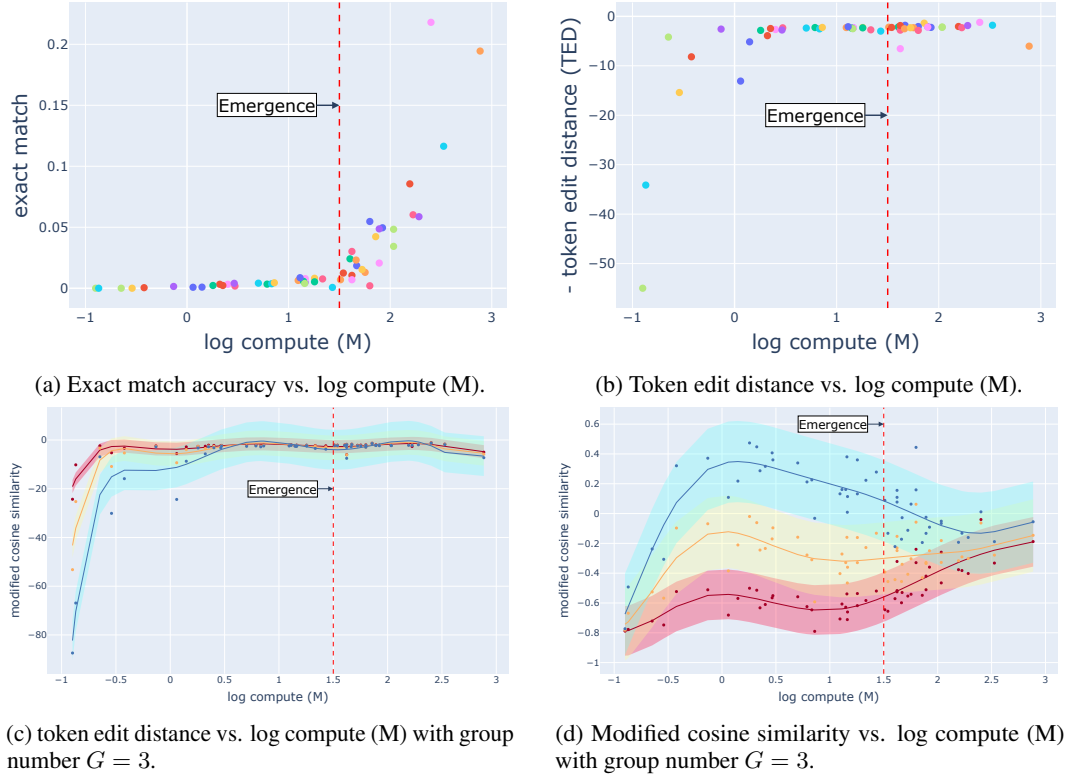 exact match
0.2
0.15
0.1
0.05
0
Emergence
−1
0
1
2
3
log compute (M)
(a) Exact match accuracy vs. log compute (M).
- token edit distance (TED)
0
−10
−20
−30
−40
−50
Emergence
−1
0
1
2
3
log compute (M)
(b) Token edit distance vs. log compute (M).
modified cosine similarity
0
−20
−40
−60
−80
Emergence
−1
−0.5
0
0.5
1
1.5
2
2.5
3
log compute (M)
(c) token edit distance vs. log compute (M) with group
number G = 3.
modified cosine similarity
0.6
0.4
0.2
0
−0.2
−0.4
−0.6
−0.8
−1
Emergence
−1
−0.5
0
0.5
1
1.5
2
2.5
3
log compute (M)
(d) Modified cosine similarity vs. log compute (M)
with group number G = 3.